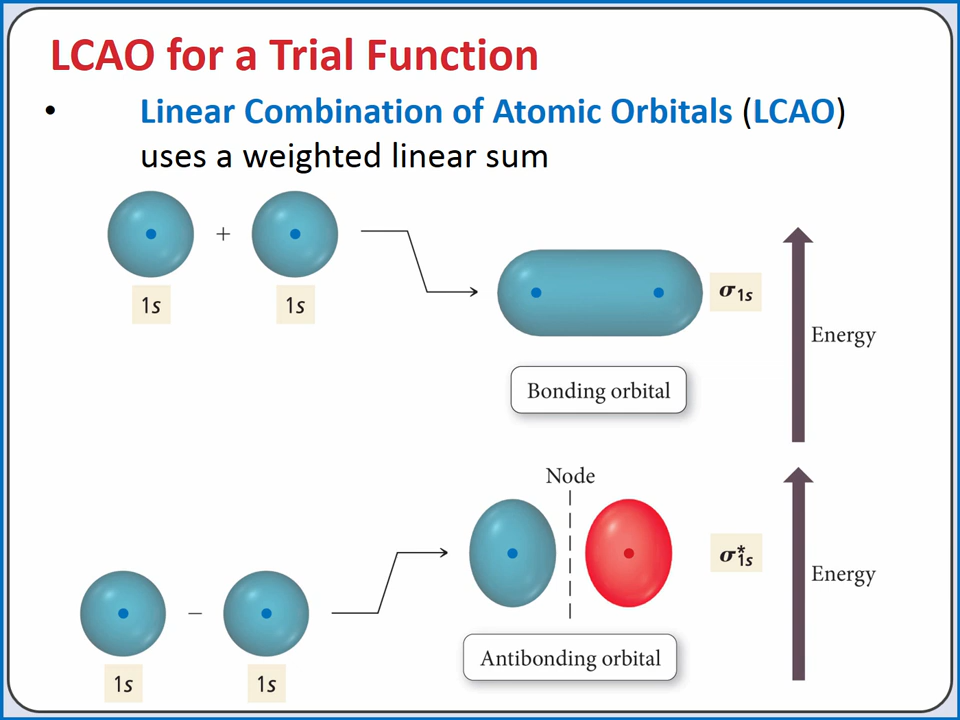 LCAO for a Trial Function
• Linear Combination of Atomic Orbitals (LCAO)
uses a weighted linear sum
+
1s
1s
σ1s
Energy
Bonding orbital
Node
−
1s
1s
σ*1s
Energy
Antibonding orbital